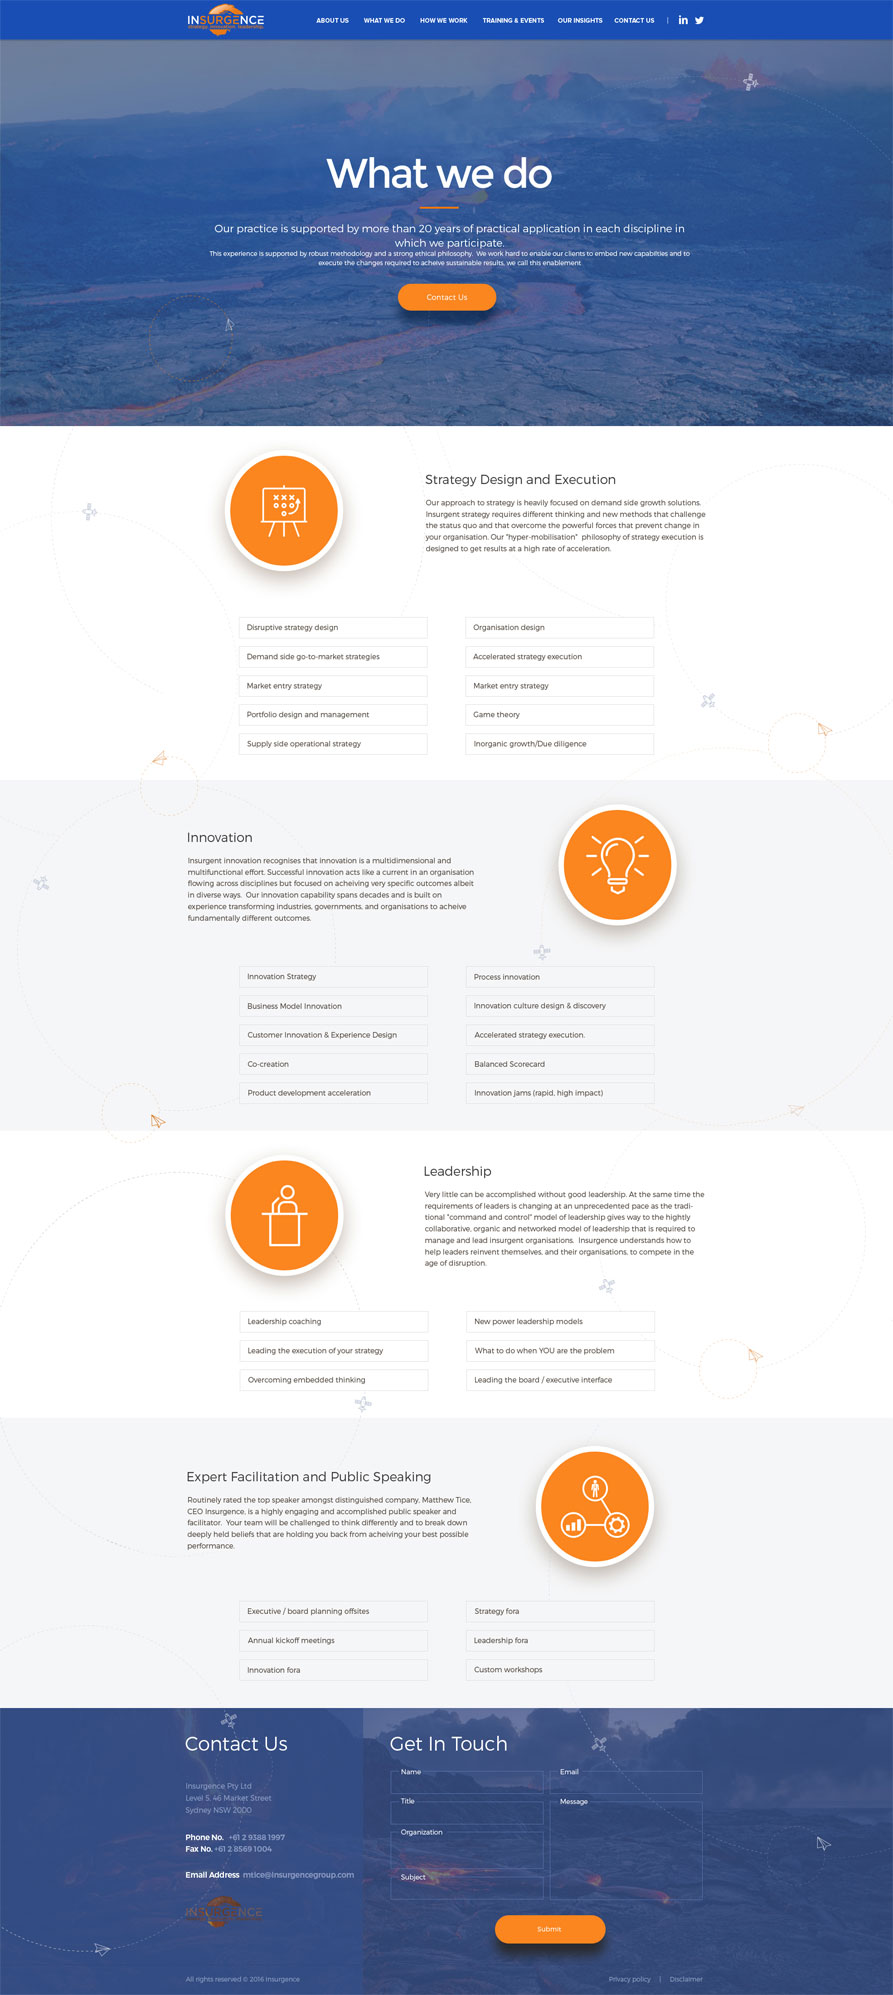 INSURGENCE
strategy. innovation. leadership.
ABOUT US
WHAT WE DO
HOW WE WORK
TRAINING & EVENTS
OUR INSIGHTS
CONTACT US
|
in
What we do
Our practice is supported by more than 20 years of practical application in each discipline in
which we participate.
This experience is supported by robust methodology and a strong ethical philosophy. We work hard to enable our clients to embed new capabilities and to
execute the changes required to acheive sustainable results, we call this enablement
Contact Us
Strategy Design and Execution
Our approach to strategy is heavily focused on demand side growth solutions.
Insurgent strategy requires different thinking and new methods that challenge
the status quo and that overcome the powerful forces that prevent change in
your organisation. Our "hyper-mobilisation" philosophy of strategy execution is
designed to get results at a high rate of acceleration.
Disruptive strategy design
Organisation design
Demand side go-to-market strategies
Accelerated strategy execution
Market entry strategy
Market entry strategy
Portfolio design and management
Game theory
Supply side operational strategy
Inorganic growth/Due diligence
Innovation
Insurgent innovation recognises that innovation is a multidimensional and
multifunctional effort. Successful innovation acts like a current in an organisation
flowing across disciplines but focused on acheiving very specific outcomes albeit
in diverse ways. Our innovation capability spans decades and is built on
experience transforming industries, governments, and organisations to acheive
fundamentally different outcomes.
Innovation Strategy
Process innovation
Business Model Innovation
Innovation culture design & discovery
Customer Innovation & Experience Design
Accelerated strategy execution.
Co-creation
Balanced Scorecard
Product development acceleration
Innovation jams (rapid, high impact)
Leadership
Very little can be accomplished without good leadership. At the same time the
requirements of leaders is changing at an unprecedented pace as the tradi-
tional "command and control" model of leadership gives way to the hightly
collaborative, organic and networked model of leadership that is required to
manage and lead insurgent organisations. Insurgence understands how to
help leaders reinvent themselves, and their organisations, to compete in the
age of disruption.
Leadership coaching
New power leadership models
Leading the execution of your strategy
What to do when YOU are the problem
Overcoming embedded thinking
Leading the board / executive interface
Expert Facilitation and Public Speaking
Routinely rated the top speaker amongst distinguished company, Matthew Tice,
CEO Insurgence, is a highly engaging and accomplished public speaker and
facilitator. Your team will be challenged to think differently and to break down
deeply held beliefs that are holding you back from acheiving your best possible
performance.
Executive / board planning offsites
Strategy fora
Annual kickoff meetings
Leadership fora
Innovation fora
Custom workshops
Contact Us
Insurgence Pty Ltd
Level 5, 46 Market Street
Sydney NSW 2000
Phone No. +61 2 9388 1997
Fax No. +61 2 8569 1004
Email Address mtice@insurgencegroup.com
INSURGENCE
All rights reserved © 2016 Insurgence
Get In Touch
Name
Email
Title
Message
Organization
Subject
Submit
Privacy policy | Disclaimer